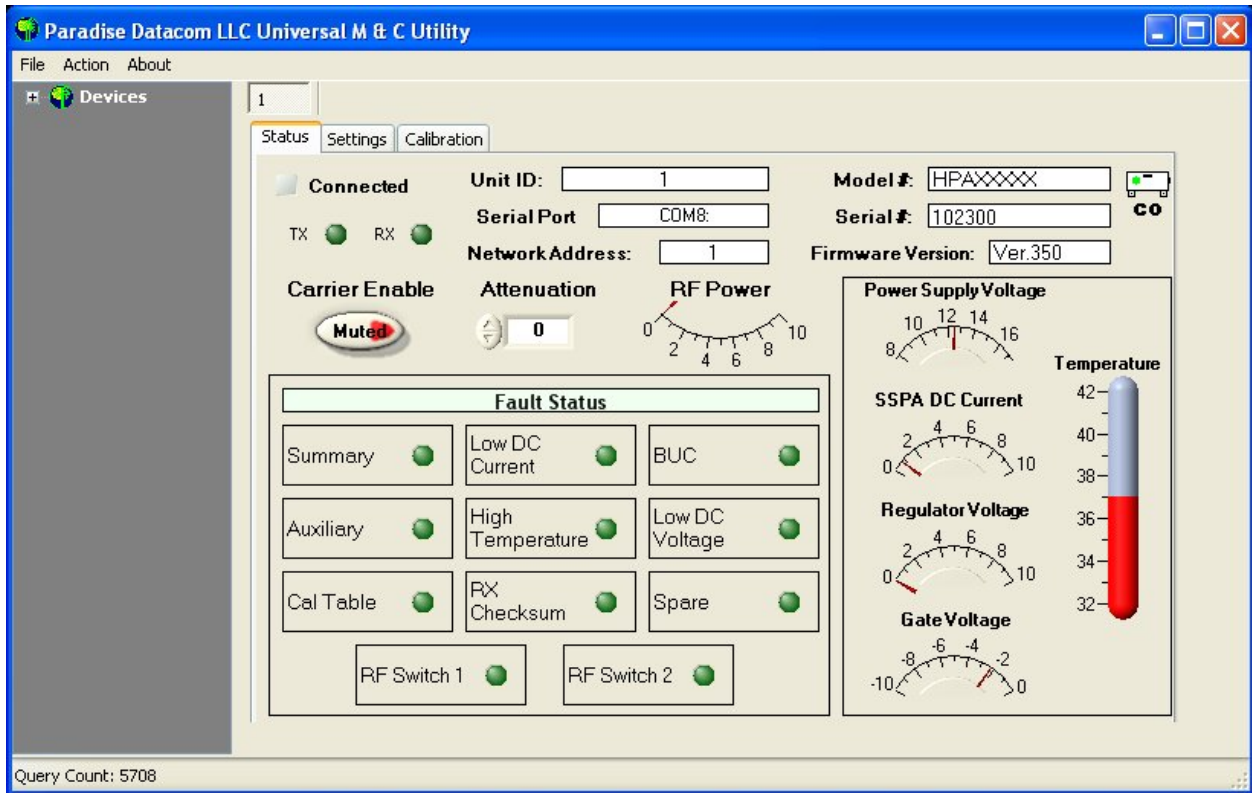 Paradise Datacom LLC Universal M & C Utility
File Action About
Devices
1
Status Settings Calibration
Connected
TX RX
Unit ID: 1
Serial Port COM8:
Network Address: 1
Model #: HPAXXXXX
Serial #: 102300
Firmware Version: Ver.350
CO
Carrier Enable
Muted
Attenuation
0
RF Power
0 2 4 6 8 10
Fault Status
Summary
Low DC
Current
BUC
Auxiliary
High
Temperature
Low DC
Voltage
Cal Table
RX
Checksum
Spare
RF Switch 1
RF Switch 2
Power Supply Voltage
8 10 12 14 16
SSPA DC Current
0 2 4 6 8 10
Regulator Voltage
0 2 4 6 8 10
Gate Voltage
-10 -8 -6 -4 -2 0
Temperature
42
40
38
36
34
32
Query Count: 5708